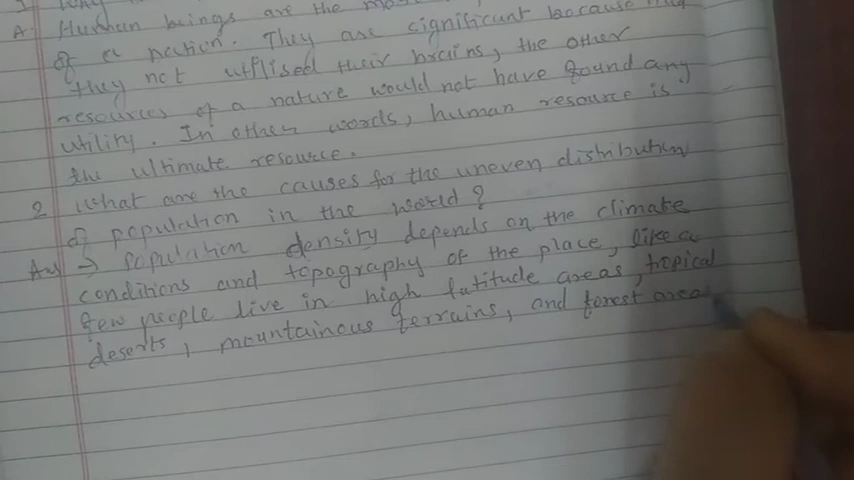 Why
A. Human beings are the most
of a nation. They are significant because they
they not utilised their brains, the other
resources of a nature would not have found any
utility. In other words, human resource is
the ultimate resource.
2 What are the causes for the uneven distribution
of population in the world?
Ans → Population density depends on the climate
conditions and topography of the place, like a
few people live in high latitude areas, tropical
deserts, mountainous terrains, and forest areas